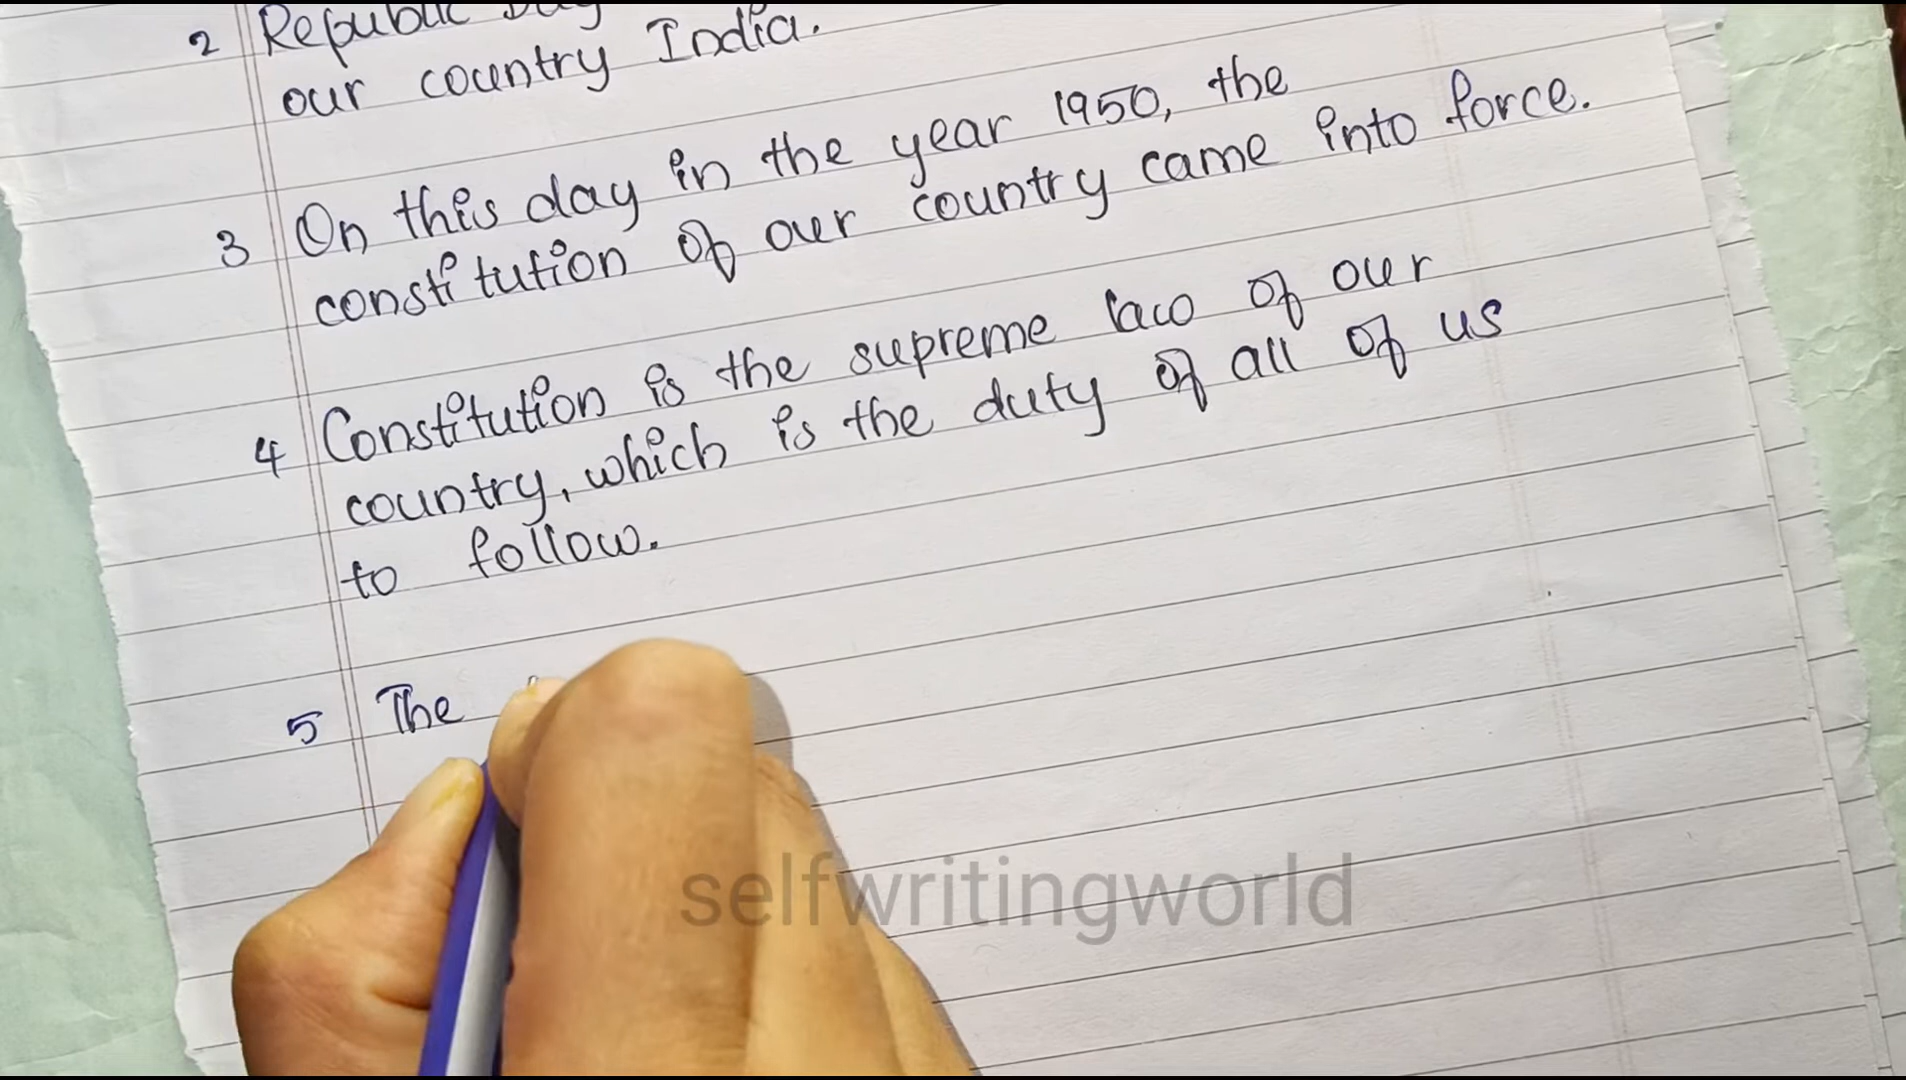 2 Republic Day
our country India.
3 On this day in the year 1950, the
constitution of our country came into force.
4 Constitution is the supreme law of our
country, which is the duty of all of us
to follow.
5 The
selfwritingworld